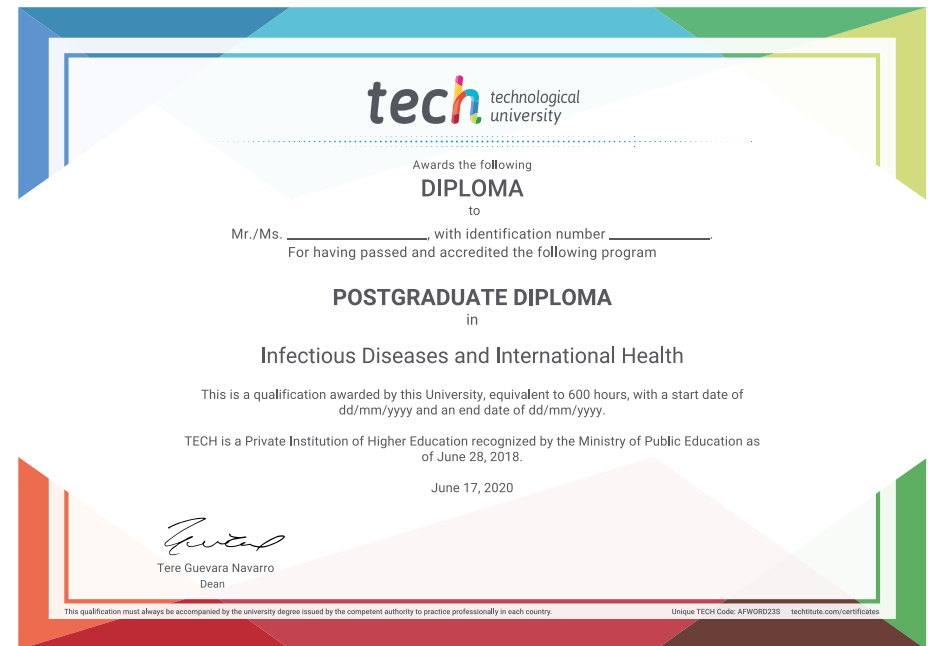 tech technological
university
Awards the following
DIPLOMA
to
Mr./Ms. ____________________, with identification number ______________.
For having passed and accredited the following program
POSTGRADUATE DIPLOMA
in
Infectious Diseases and International Health
This is a qualification awarded by this University, equivalent to 600 hours, with a start date of
dd/mm/yyyy and an end date of dd/mm/yyyy.
TECH is a Private Institution of Higher Education recognized by the Ministry of Public Education as
of June 28, 2018.
June 17, 2020
Tere Guevara Navarro
Dean
This qualification must always be accompanied by the university degree issued by the competent authority to practice professionally in each country. Unique TECH Code: AFWORD23S techtitute.com/certificates